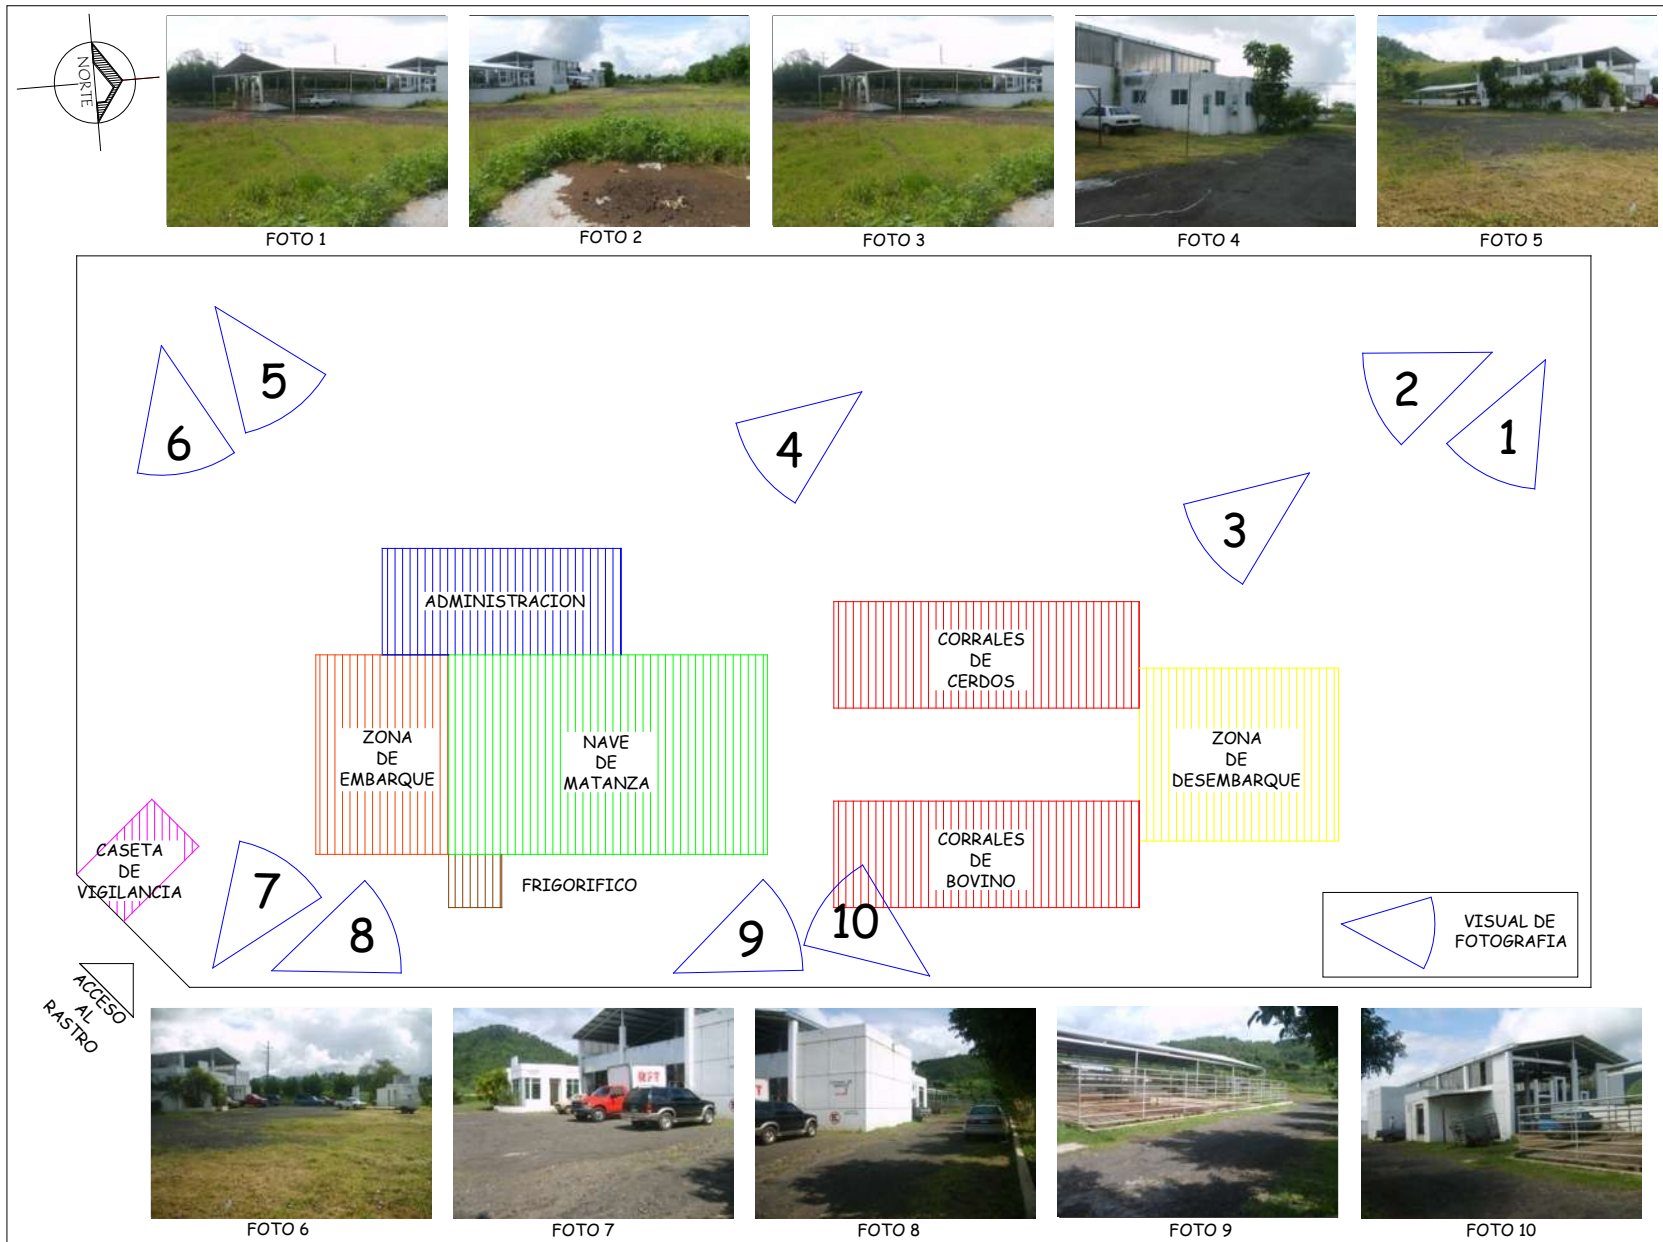 NORTE
FOTO 1
FOTO 2
FOTO 3
FOTO 4
FOTO 5
5
6
4
2
1
3
ADMINISTRACION
CORRALES
DE
CERDOS
ZONA
DE
EMBARQUE
NAVE
DE
MATANZA
ZONA
DE
DESEMBARQUE
CASETA
DE
VIGILANCIA
CORRALES
DE
BOVINO
FRIGORIFICO
7
8
9
10
VISUAL DE
FOTOGRAFIA
ACCESO
AL
RASTRO
FOTO 6
FOTO 7
FOTO 8
FOTO 9
FOTO 10